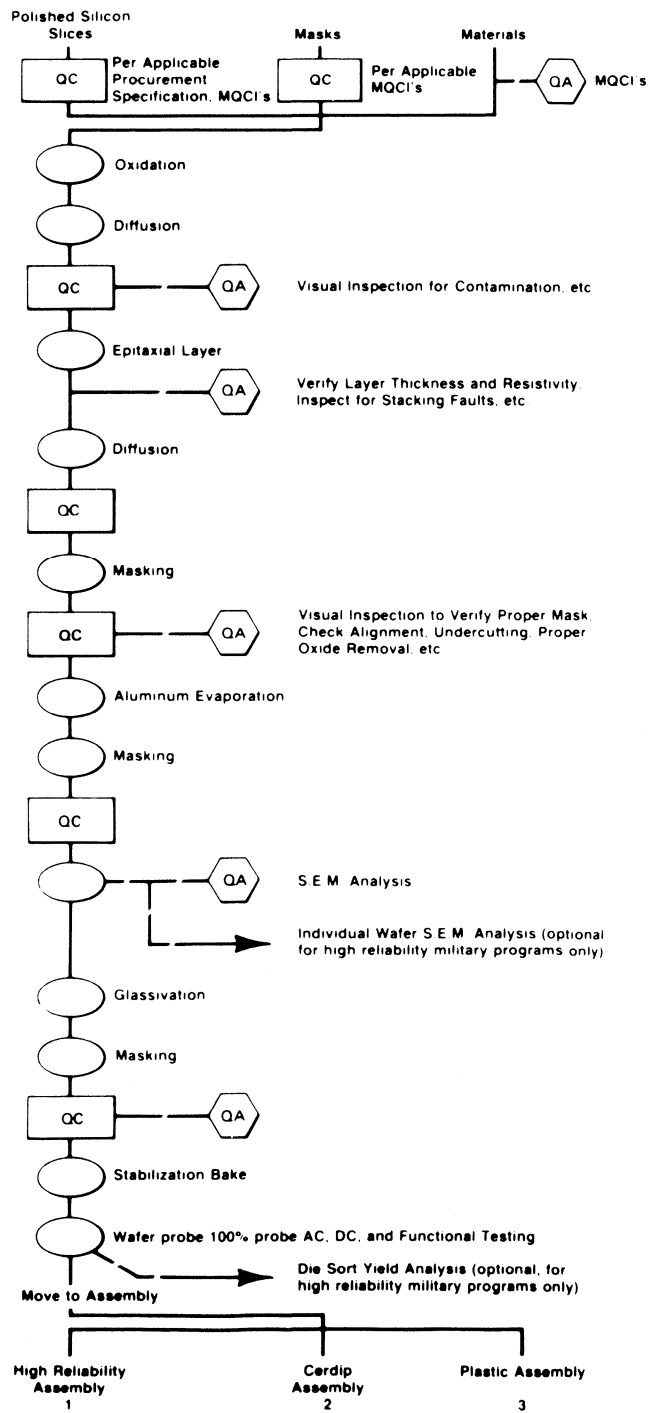 Polished Silicon
Slices
Masks
Materials
QC
Per Applicable
Procurement
Specification, MQCI's
QC
Per Applicable
MQCI's
QA
MQCI's
Oxidation
Diffusion
QC
QA
Visual Inspection for Contamination, etc
Epitaxial Layer
QA
Verify Layer Thickness and Resistivity.
Inspect for Stacking Faults, etc.
Diffusion
QC
Masking
QC
QA
Visual Inspection to Verify Proper Mask.
Check Alignment, Undercutting, Proper
Oxide Removal, etc
Aluminum Evaporation
Masking
QC
QA
S.E.M. Analysis
Individual Wafer S.E.M. Analysis (optional
for high reliability military programs only)
Glassivation
Masking
QC
QA
Stabilization Bake
Wafer probe 100% probe AC, DC, and Functional Testing
Die Sort Yield Analysis (optional, for
high reliability military programs only)
Move to Assembly
High Reliability
Assembly
1
Cerdip
Assembly
2
Plastic Assembly
3